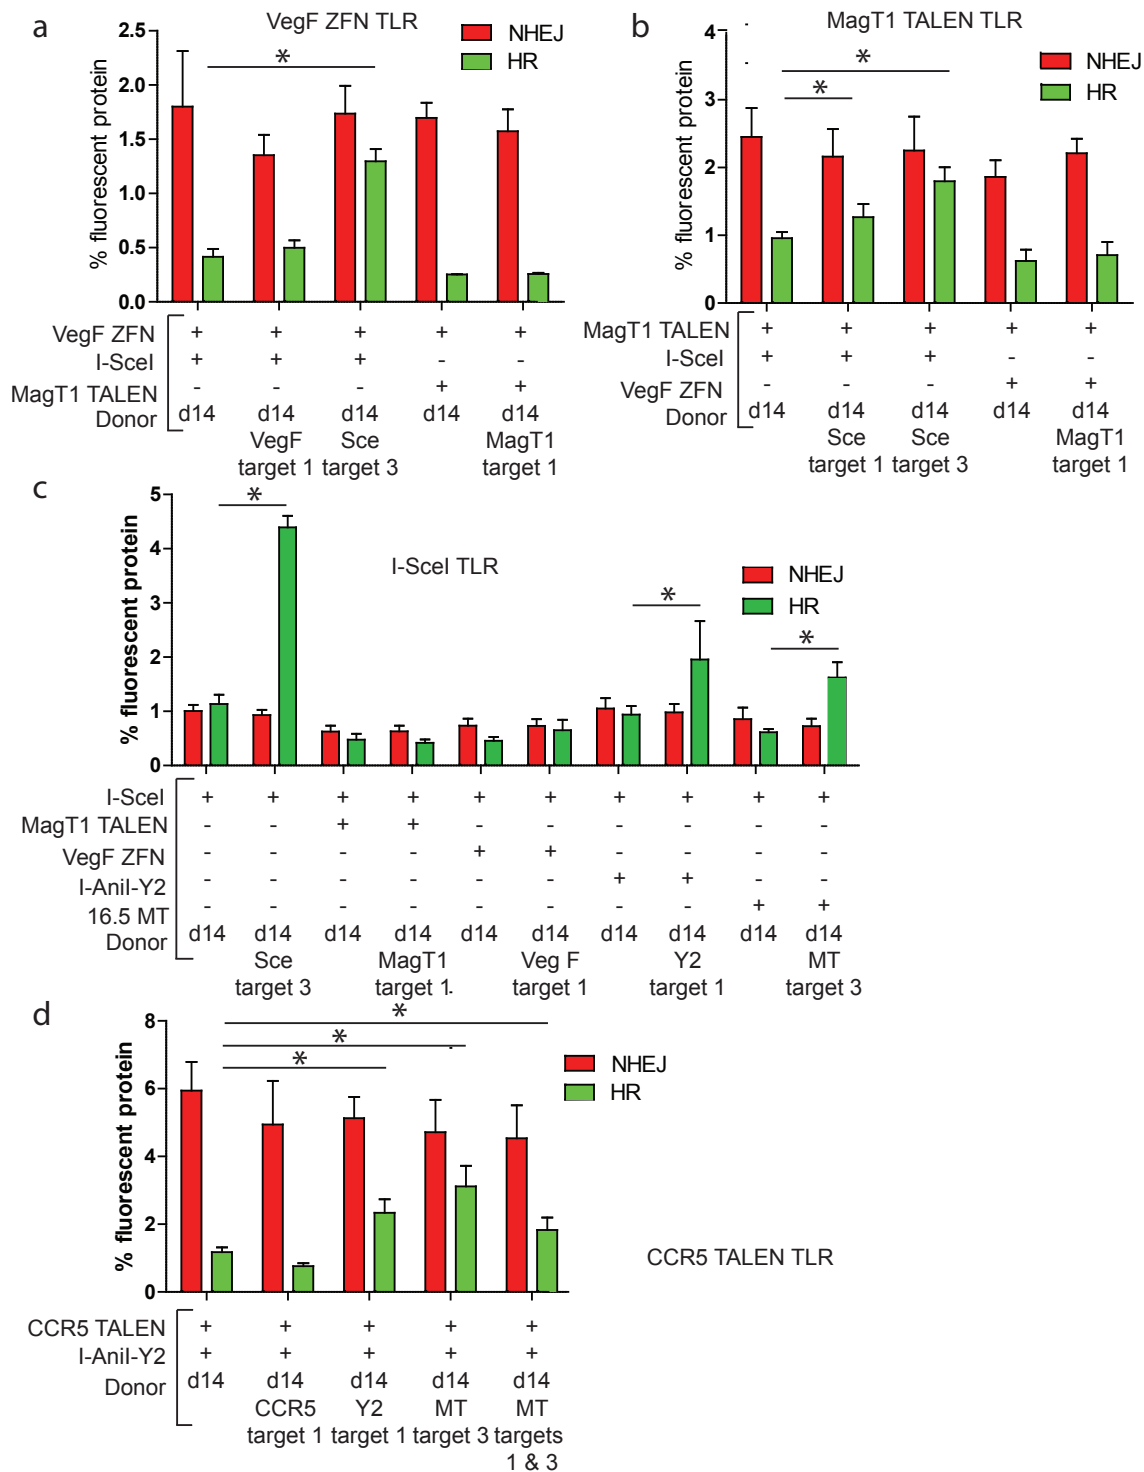 a
VegF ZFN TLR
NHEJ
HR
*
% fluorescent protein
2.5
2.0
1.5
1.0
0.5
0.0
VegF ZFN + + + + +
I-SceI + + + - -
MagT1 TALEN - - - + +
Donor d14 d14 d14 d14 d14
VegF Sce MagT1
target 1 target 3 target 1
b
MagT1 TALEN TLR
NHEJ
HR
*
*
% fluorescent protein
4
3
2
1
0
MagT1 TALEN + + + + +
I-SceI + + + - -
VegF ZFN - - - + +
Donor d14 d14 d14 d14 d14
Sce Sce MagT1
target 1 target 3 target 1
c
I-SceI TLR
NHEJ
HR
*
*
*
% fluorescent protein
5
4
3
2
1
0
I-SceI + + + + + + + + + +
MagT1 TALEN - - + + - - - - - -
VegF ZFN - - - - + + - - - -
I-AniI-Y2 - - - - - - + + - -
16.5 MT - - - - - - - - + +
Donor d14 d14 d14 d14 d14 d14 d14 d14 d14 d14
Sce MagT1 Veg F Y2 MT
target 3 target 1. target 1 target 1 target 3
d
*
*
*
NHEJ
HR
CCR5 TALEN TLR
% fluorescent protein
8
6
4
2
0
CCR5 TALEN + + + + +
I-AniI-Y2 + + + + +
Donor d14 d14 d14 d14 d14
CCR5 Y2 MT MT
target 1 target 1 target 3 targets
1 & 3